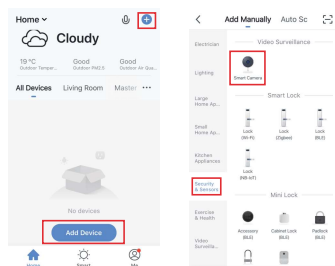 Home
Cloudy
19 °C
Good
Good
Outdoor Temper...
Outdoor PM2.5
Outdoor Air Qua...
All Devices
Living Room
Master
No devices
Add Device
Home
Smart
Me
Add Manually
Auto Sc
Electrician
Lighting
Large
Home Ap...
Small
Home Ap...
Kitchen
Appliances
Security
& Sensors
Exercise
& Health
Video
Surveilla...
Video Surveillance
Smart Camera
Smart Lock
Lock
(Wi-Fi)
Lock
(Zigbee)
Lock
(BLE)
Lock
(NB-IoT)
Mini Lock
Accessory
(BLE)
Cabinet Lock
(BLE)
Padlock
(BLE)